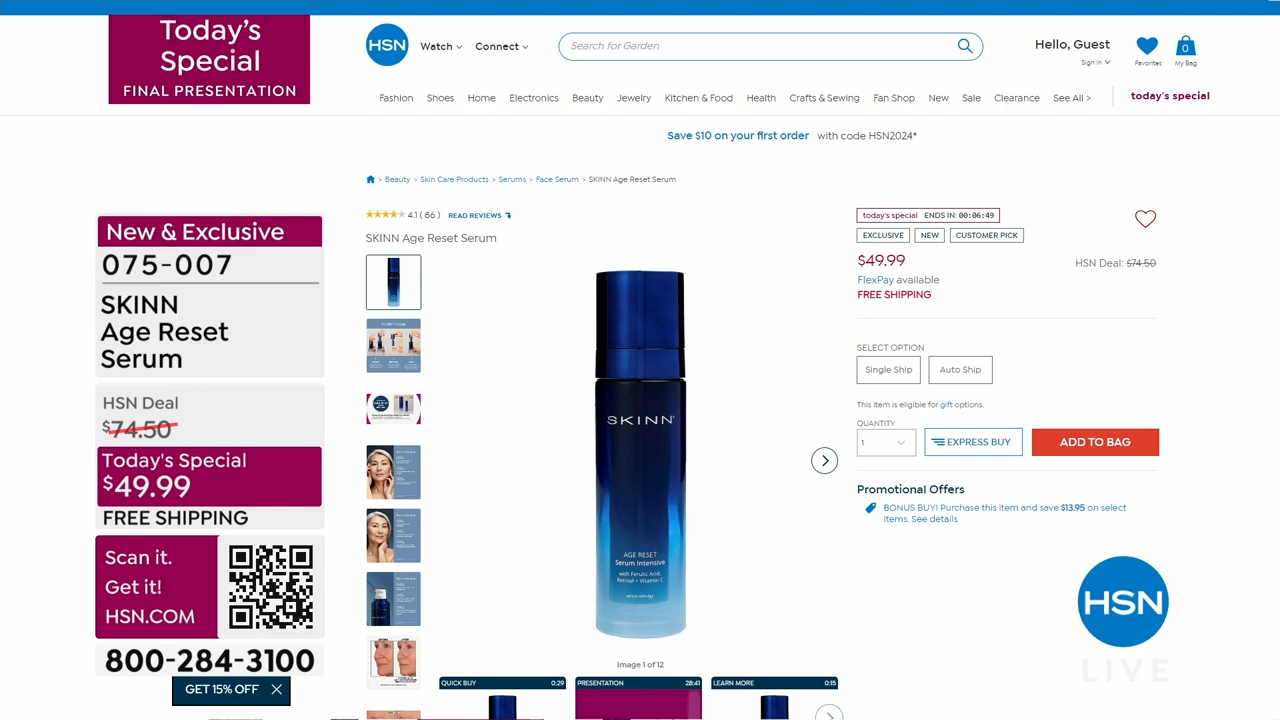 Today's
Special
FINAL PRESENTATION
HSN
Watch
Connect
Search for Garden
Hello, Guest
Sign In
Favorites
0
My Bag
Fashion
Shoes
Home
Electronics
Beauty
Jewelry
Kitchen & Food
Health
Crafts & Sewing
Fan Shop
New
Sale
Clearance
See All >
today's special
Save $10 on your first order with code HSN2024*
> Beauty > Skin Care Products > Serums > Face Serum > SKINN Age Reset Serum
New & Exclusive
075-007
SKINN
Age Reset
Serum
HSN Deal
$74.50
Today's Special
$49.99
FREE SHIPPING
Scan it.
Get it!
HSN.COM
800-284-3100
GET 15% OFF
4.1 ( 86 ) READ REVIEWS
SKINN Age Reset Serum
SKINN
AGE RESET
Serum Intensive
with Ferulic Acid,
Retinol + Vitamin C
Image 1 of 12
QUICK BUY 0:29
PRESENTATION 28:41
LEARN MORE 0:15
today's special ENDS IN: 00:06:49
EXCLUSIVE
NEW
CUSTOMER PICK
$49.99
HSN Deal: $74.50
FlexPay available
FREE SHIPPING
SELECT OPTION
Single Ship
Auto Ship
This item is eligible for gift options.
QUANTITY
1
EXPRESS BUY
ADD TO BAG
Promotional Offers
BONUS BUY! Purchase this item and save $13.95 on select
items. See details
HSN
LIVE